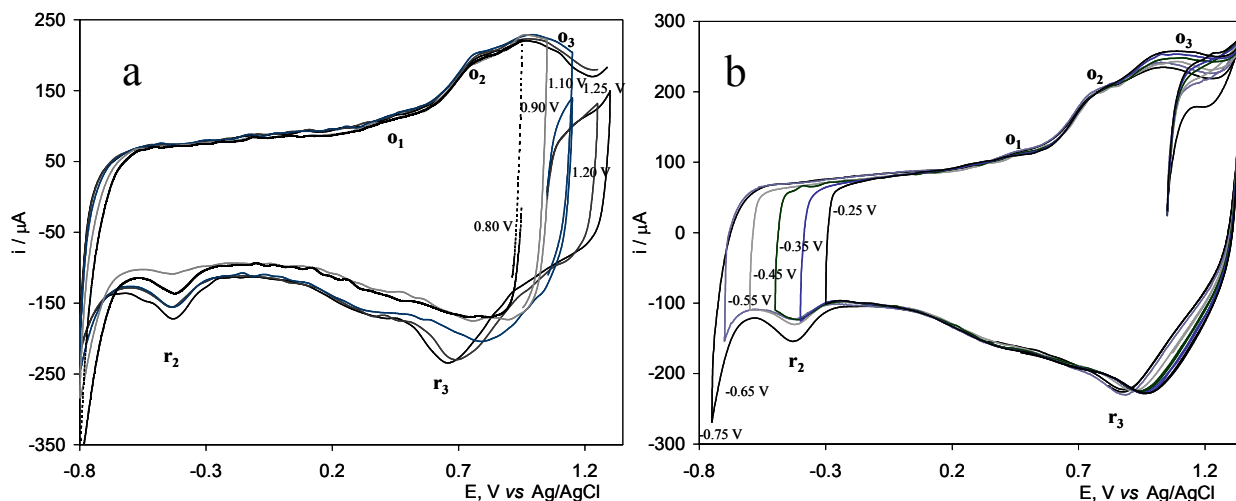 a
250
150
50
-50
-150
-250
-350
i / µA
-0.8
-0.3
0.2
0.7
1.2
E, V vs Ag/AgCl
o1
o2
o3
r2
r3
0.80 V
0.90 V
1.10 V
1.20 V
1.25 V
b
300
200
100
0
-100
-200
-300
i / µA
-0.8
-0.3
0.2
0.7
1.2
E, V vs Ag/AgCl
o1
o2
o3
r2
r3
-0.25 V
-0.35 V
-0.45 V
-0.55 V
-0.65 V
-0.75 V